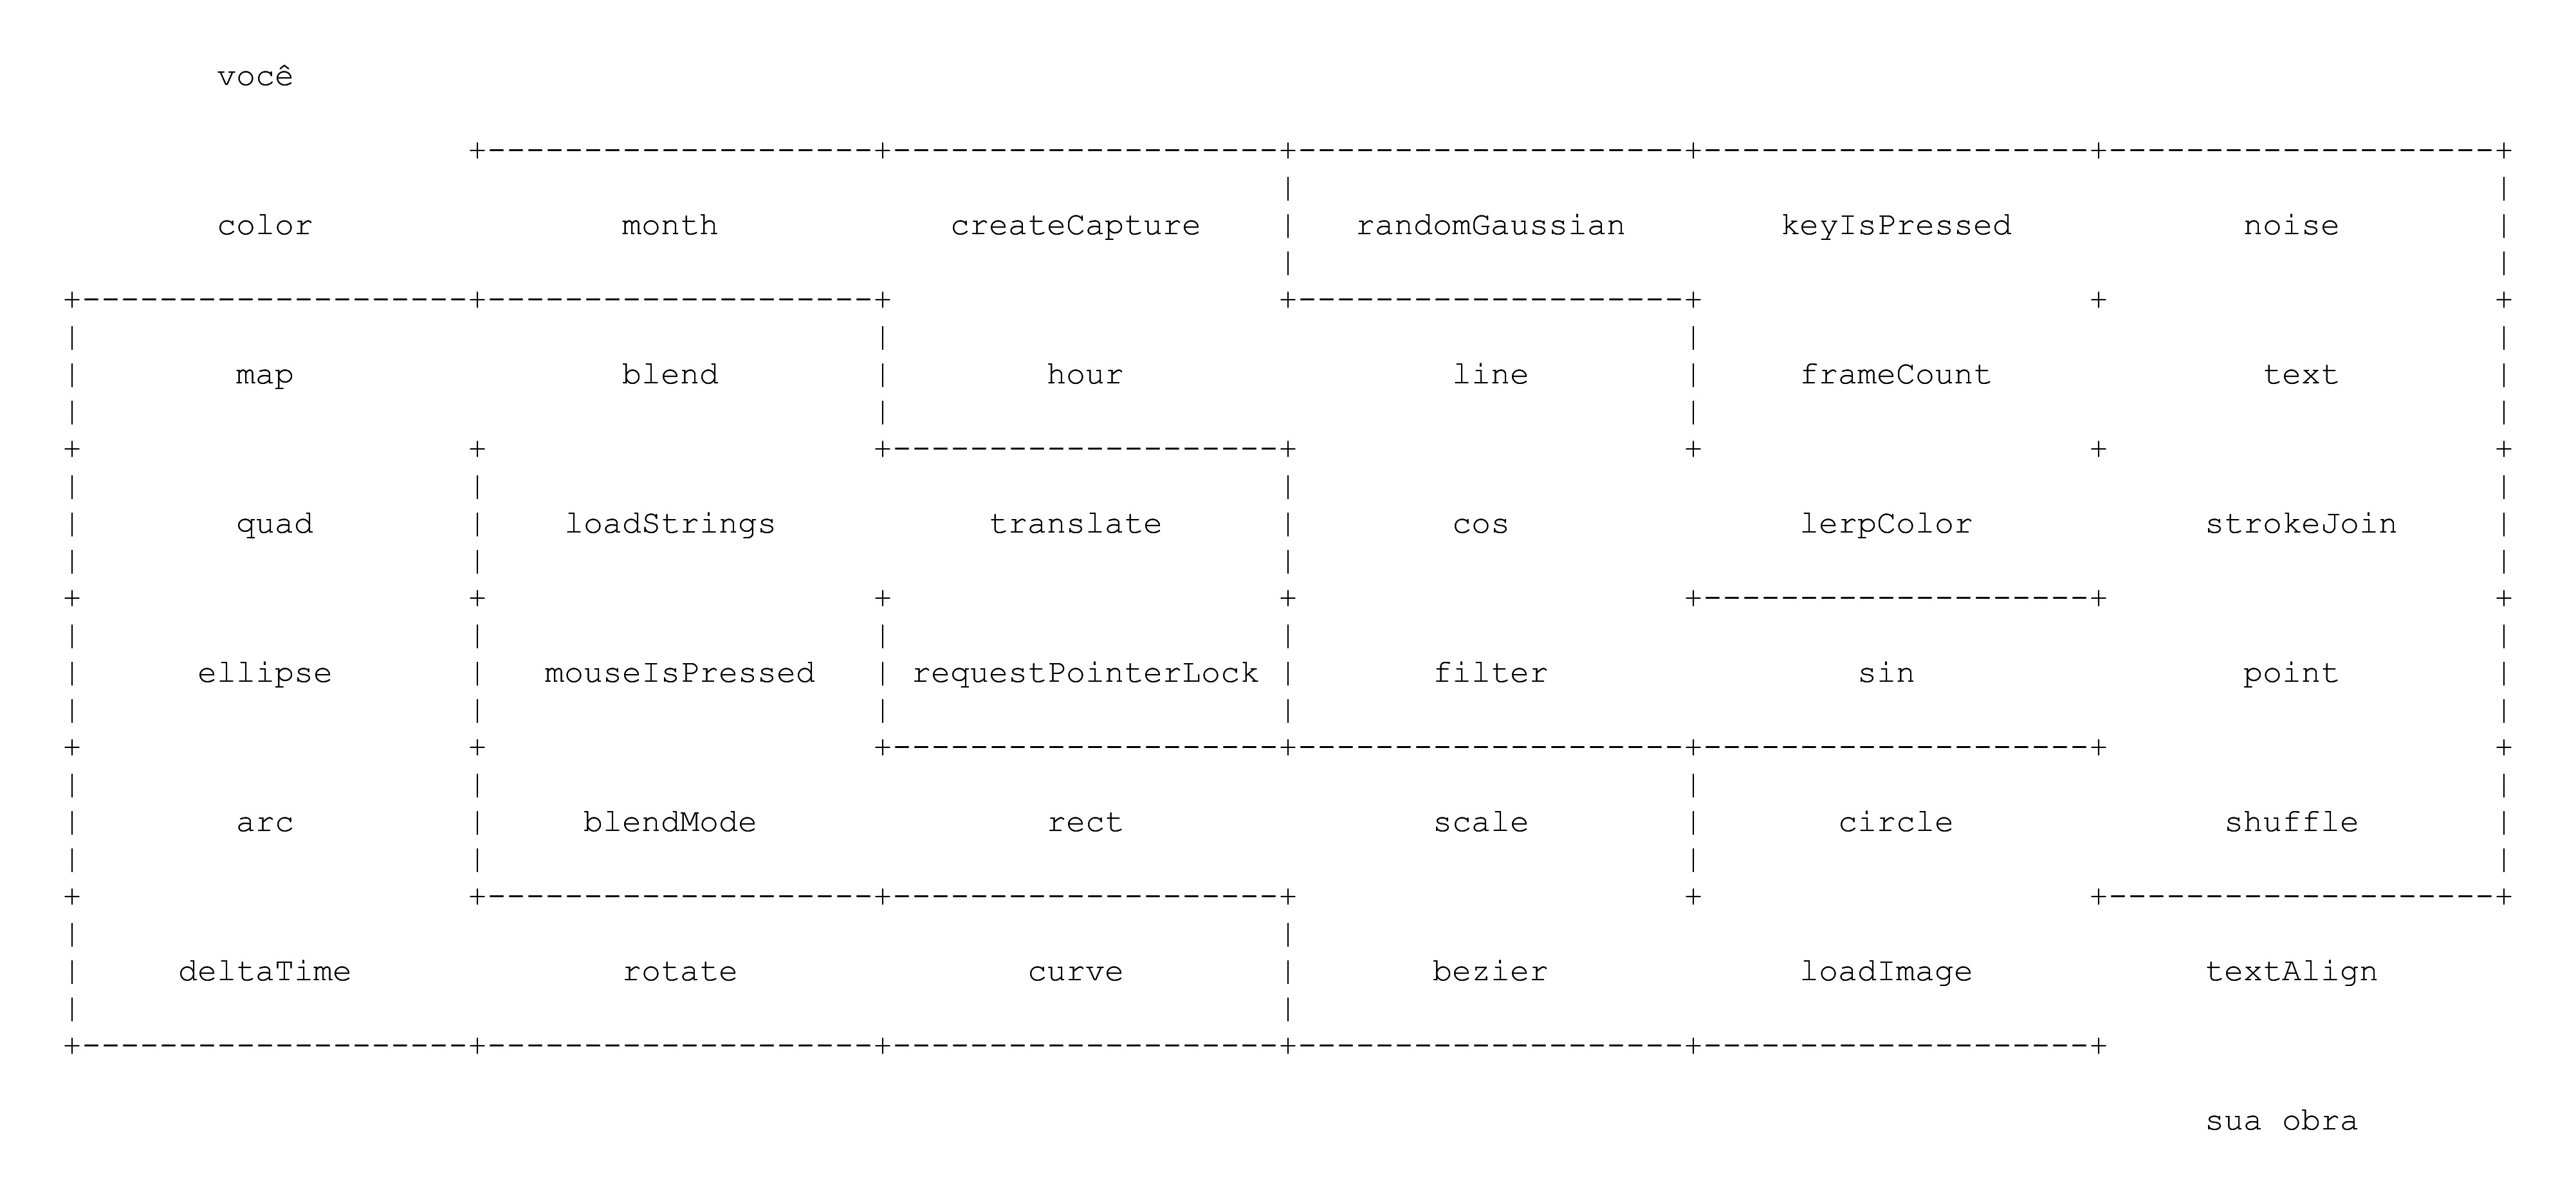 você
color month createCapture randomGaussian keyIsPressed noise
map blend hour line frameCount text
quad loadStrings translate cos lerpColor strokeJoin
ellipse mouseIsPressed requestPointerLock filter sin point
arc blendMode rect scale circle shuffle
deltaTime rotate curve bezier loadImage textAlign
sua obra